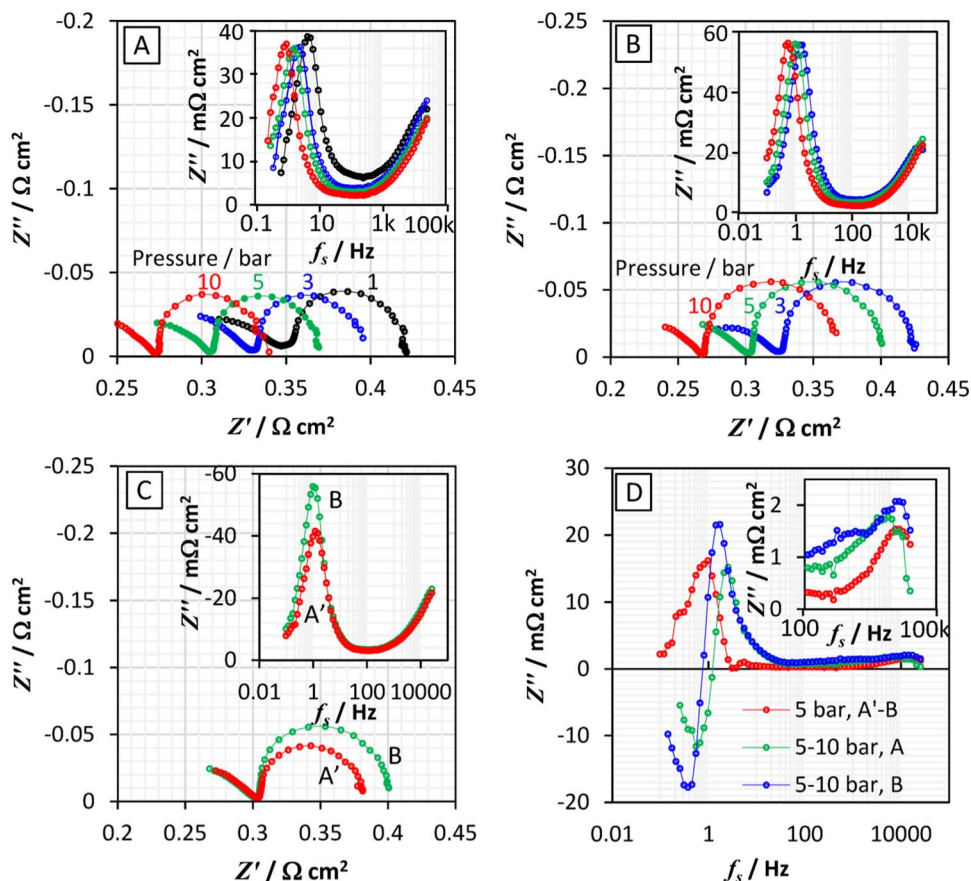 A
Z'' / Ω cm²
-0.2
-0.15
-0.1
-0.05
0
0.25 0.3 0.35 0.4 0.45
Z' / Ω cm²
Pressure / bar
10 5 3 1
Z'' / mΩ cm²
40
30
20
10
0
0.1 10 1k 100k
f_s / Hz
B
Z'' / Ω cm²
-0.25
-0.2
-0.15
-0.1
-0.05
0
0.2 0.25 0.3 0.35 0.4 0.45
Z' / Ω cm²
Pressure / bar
10 5 3
Z'' / mΩ cm²
60
40
20
0
0.01 1 100 10k
f_s / Hz
C
Z'' / Ω cm²
-0.25
-0.2
-0.15
-0.1
-0.05
0
0.2 0.25 0.3 0.35 0.4 0.45
Z' / Ω cm²
B
A'
Z'' / mΩ cm²
-60
-40
-20
0
0.01 1 100 10000
f_s / Hz
B
A'
D
Z'' / mΩ cm²
30
20
10
0
-10
-20
0.01 1 100 10000
f_s / Hz
Z'' / mΩ cm²
2
1
0
100 100k
f_s / Hz
5 bar, A'-B
5-10 bar, A
5-10 bar, B